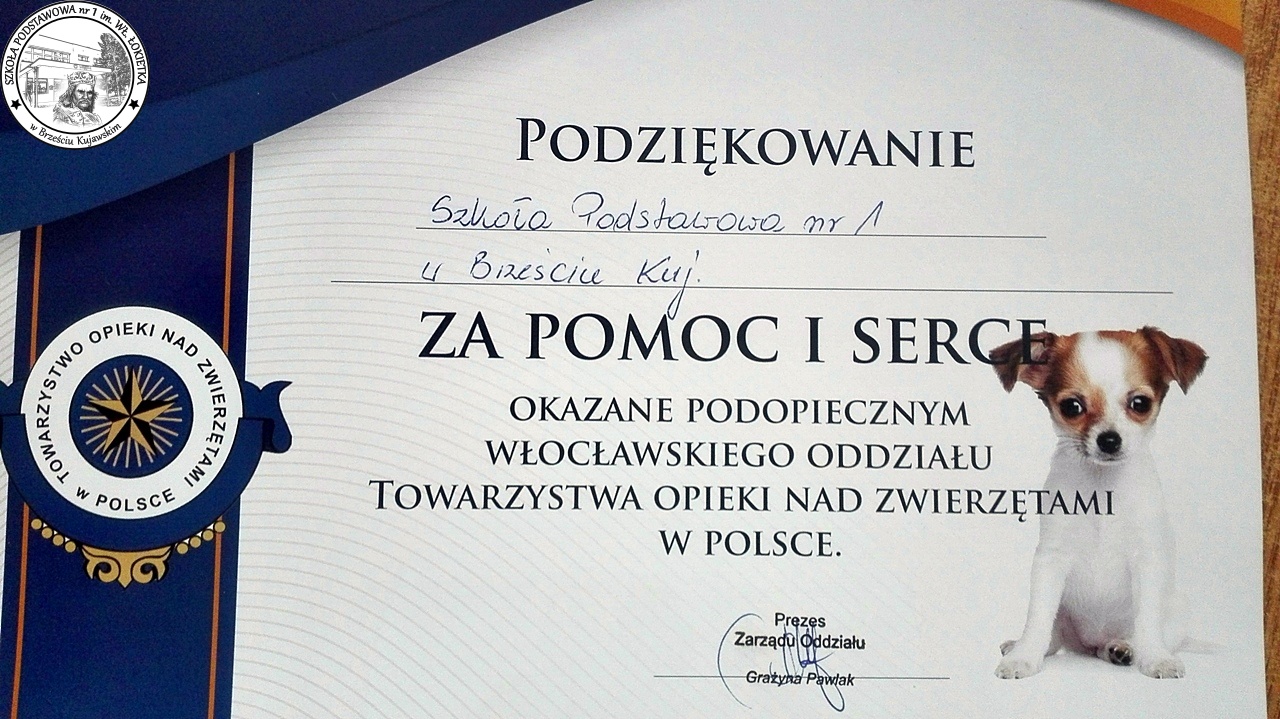 SZKOŁA PODSTAWOWA nr 1 im. WŁ. ŁOKIETKA
w Brześciu Kujawskim
PODZIĘKOWANIE
Szkoła Podstawowa nr 1
w Brześciu Kuj.
ZA POMOC I SERCE
OKAZANE PODOPIECZNYM
WŁOCŁAWSKIEGO ODDZIAŁU
TOWARZYSTWA OPIEKI NAD ZWIERZĘTAMI
W POLSCE.
TOWARZYSTWO OPIEKI NAD ZWIERZĘTAMI
W POLSCE
Prezes
Zarządu Oddziału
Grażyna Pawlak